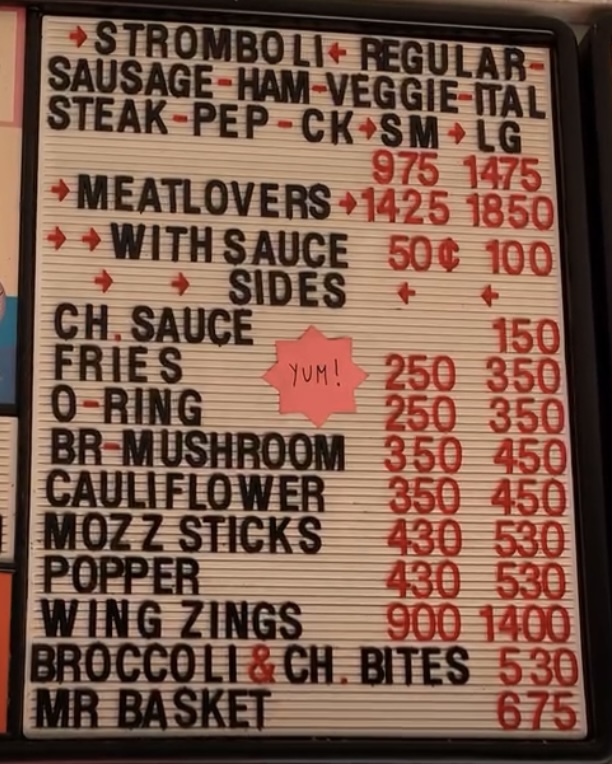 →STROMBOLI← REGULAR-
SAUSAGE-HAM-VEGGIE-ITAL
STEAK-PEP-CK→SM→LG
975 1475
→MEATLOVERS→1425 1850
→→WITH SAUCE 50¢ 100
→ → SIDES ← ←
CH. SAUCE 150
FRIES 250 350
YUM!
O-RING 250 350
BR-MUSHROOM 350 450
CAULIFLOWER 350 450
MOZZ STICKS 430 530
POPPER 430 530
WING ZINGS 900 1400
BROCCOLI & CH. BITES 530
MR BASKET 675